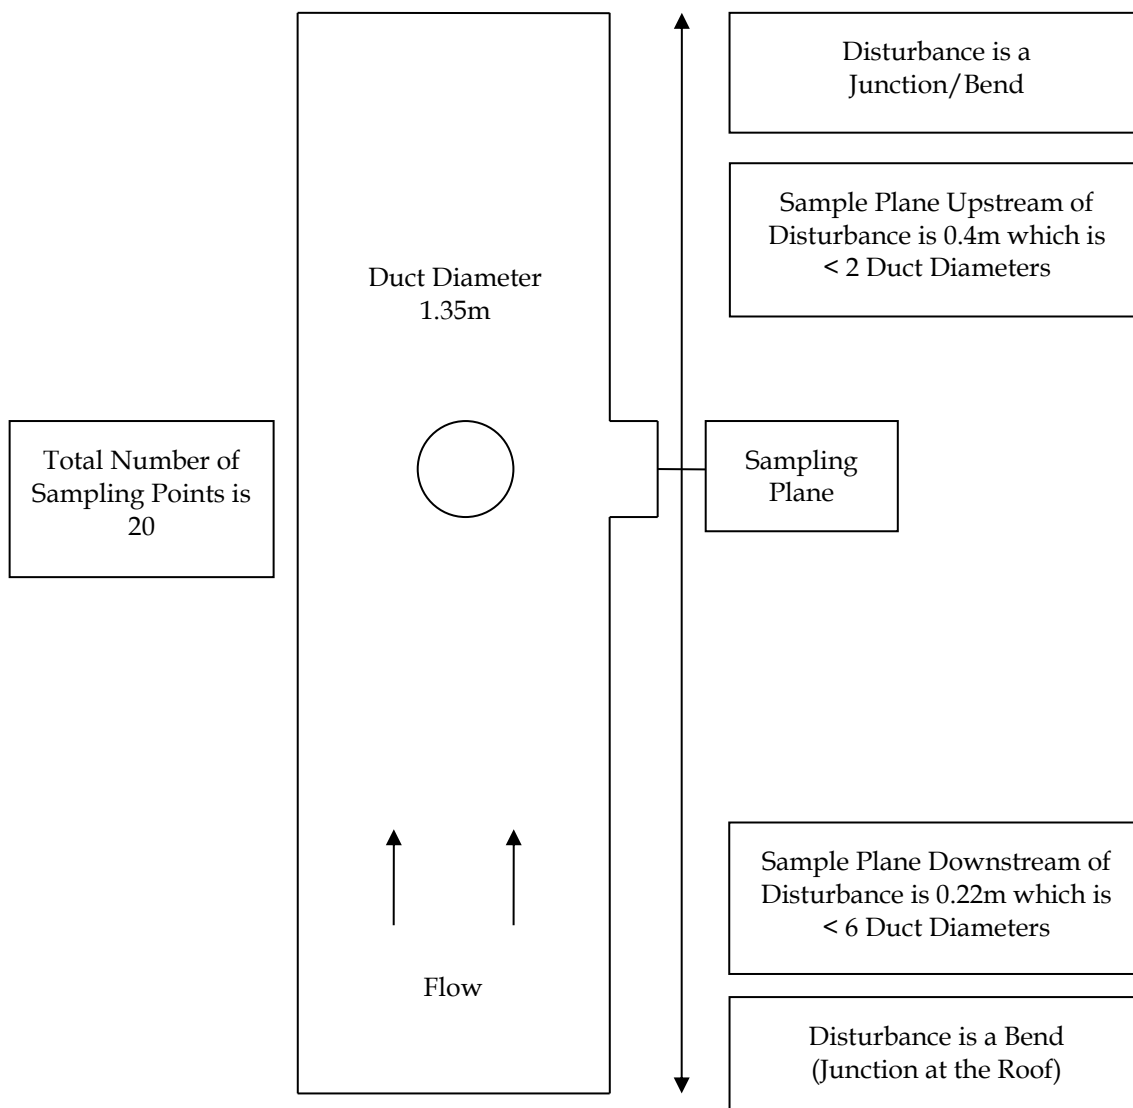 Disturbance is a
Junction/Bend
Sample Plane Upstream of
Disturbance is 0.4m which is
< 2 Duct Diameters
Duct Diameter
1.35m
Total Number of
Sampling Points is
20
Sampling
Plane
Sample Plane Downstream of
Disturbance is 0.22m which is
< 6 Duct Diameters
Flow
Disturbance is a Bend
(Junction at the Roof)